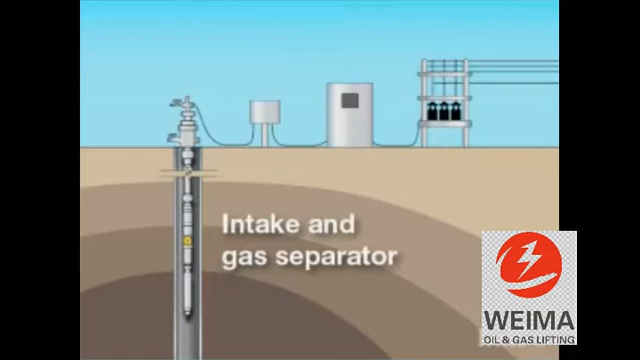 Intake and
gas separator
WEIMA
OIL & GAS LIFTING